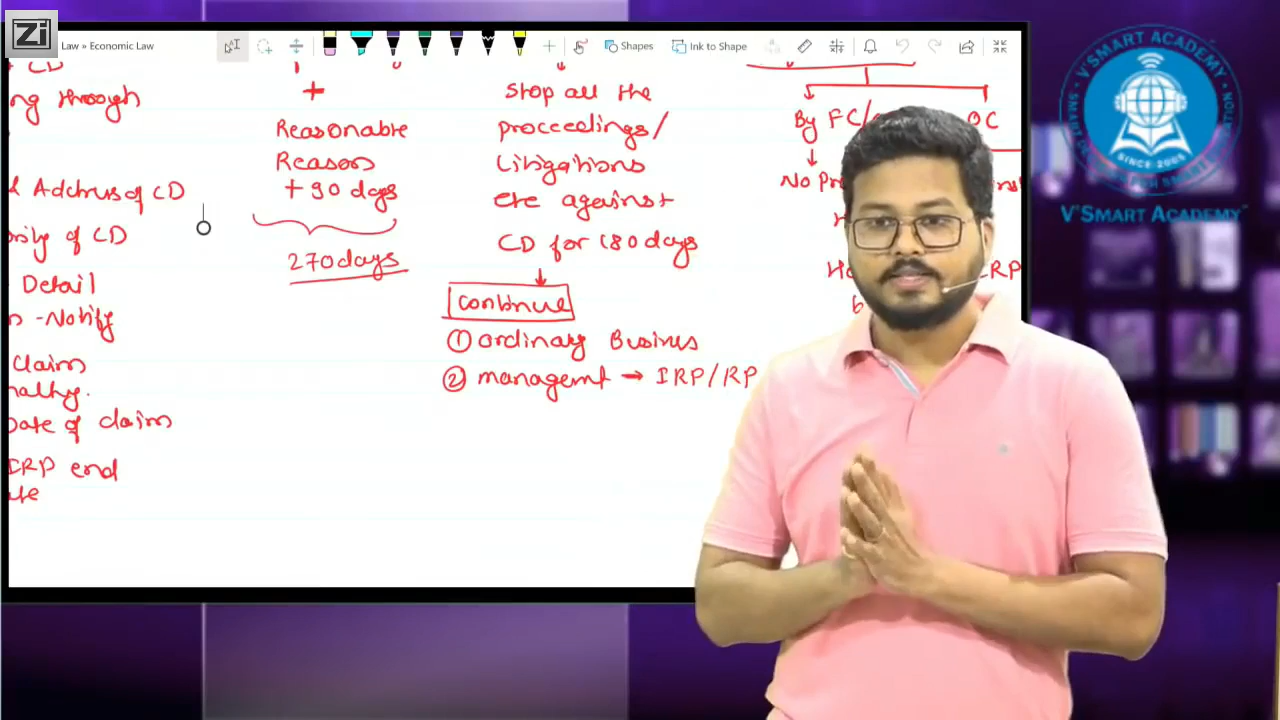 Zi
Law » Economic Law
Shapes
Ink to Shape
CD
ng through
Address of CD
of CD
Detail
-Notify
Claim
Date of claim
IRP end
+
Reasonable
Reason
+ 90 days
270 days
Stop all the
proceedings/
Litigations
etc against
CD for 180 days
Continue
① ordinary Business
② managemt → IRP/RP
By FC/
OC
No Pr
RP
V'SMART ACADEMY
SINCE-2005
V'SMART ACADEMY